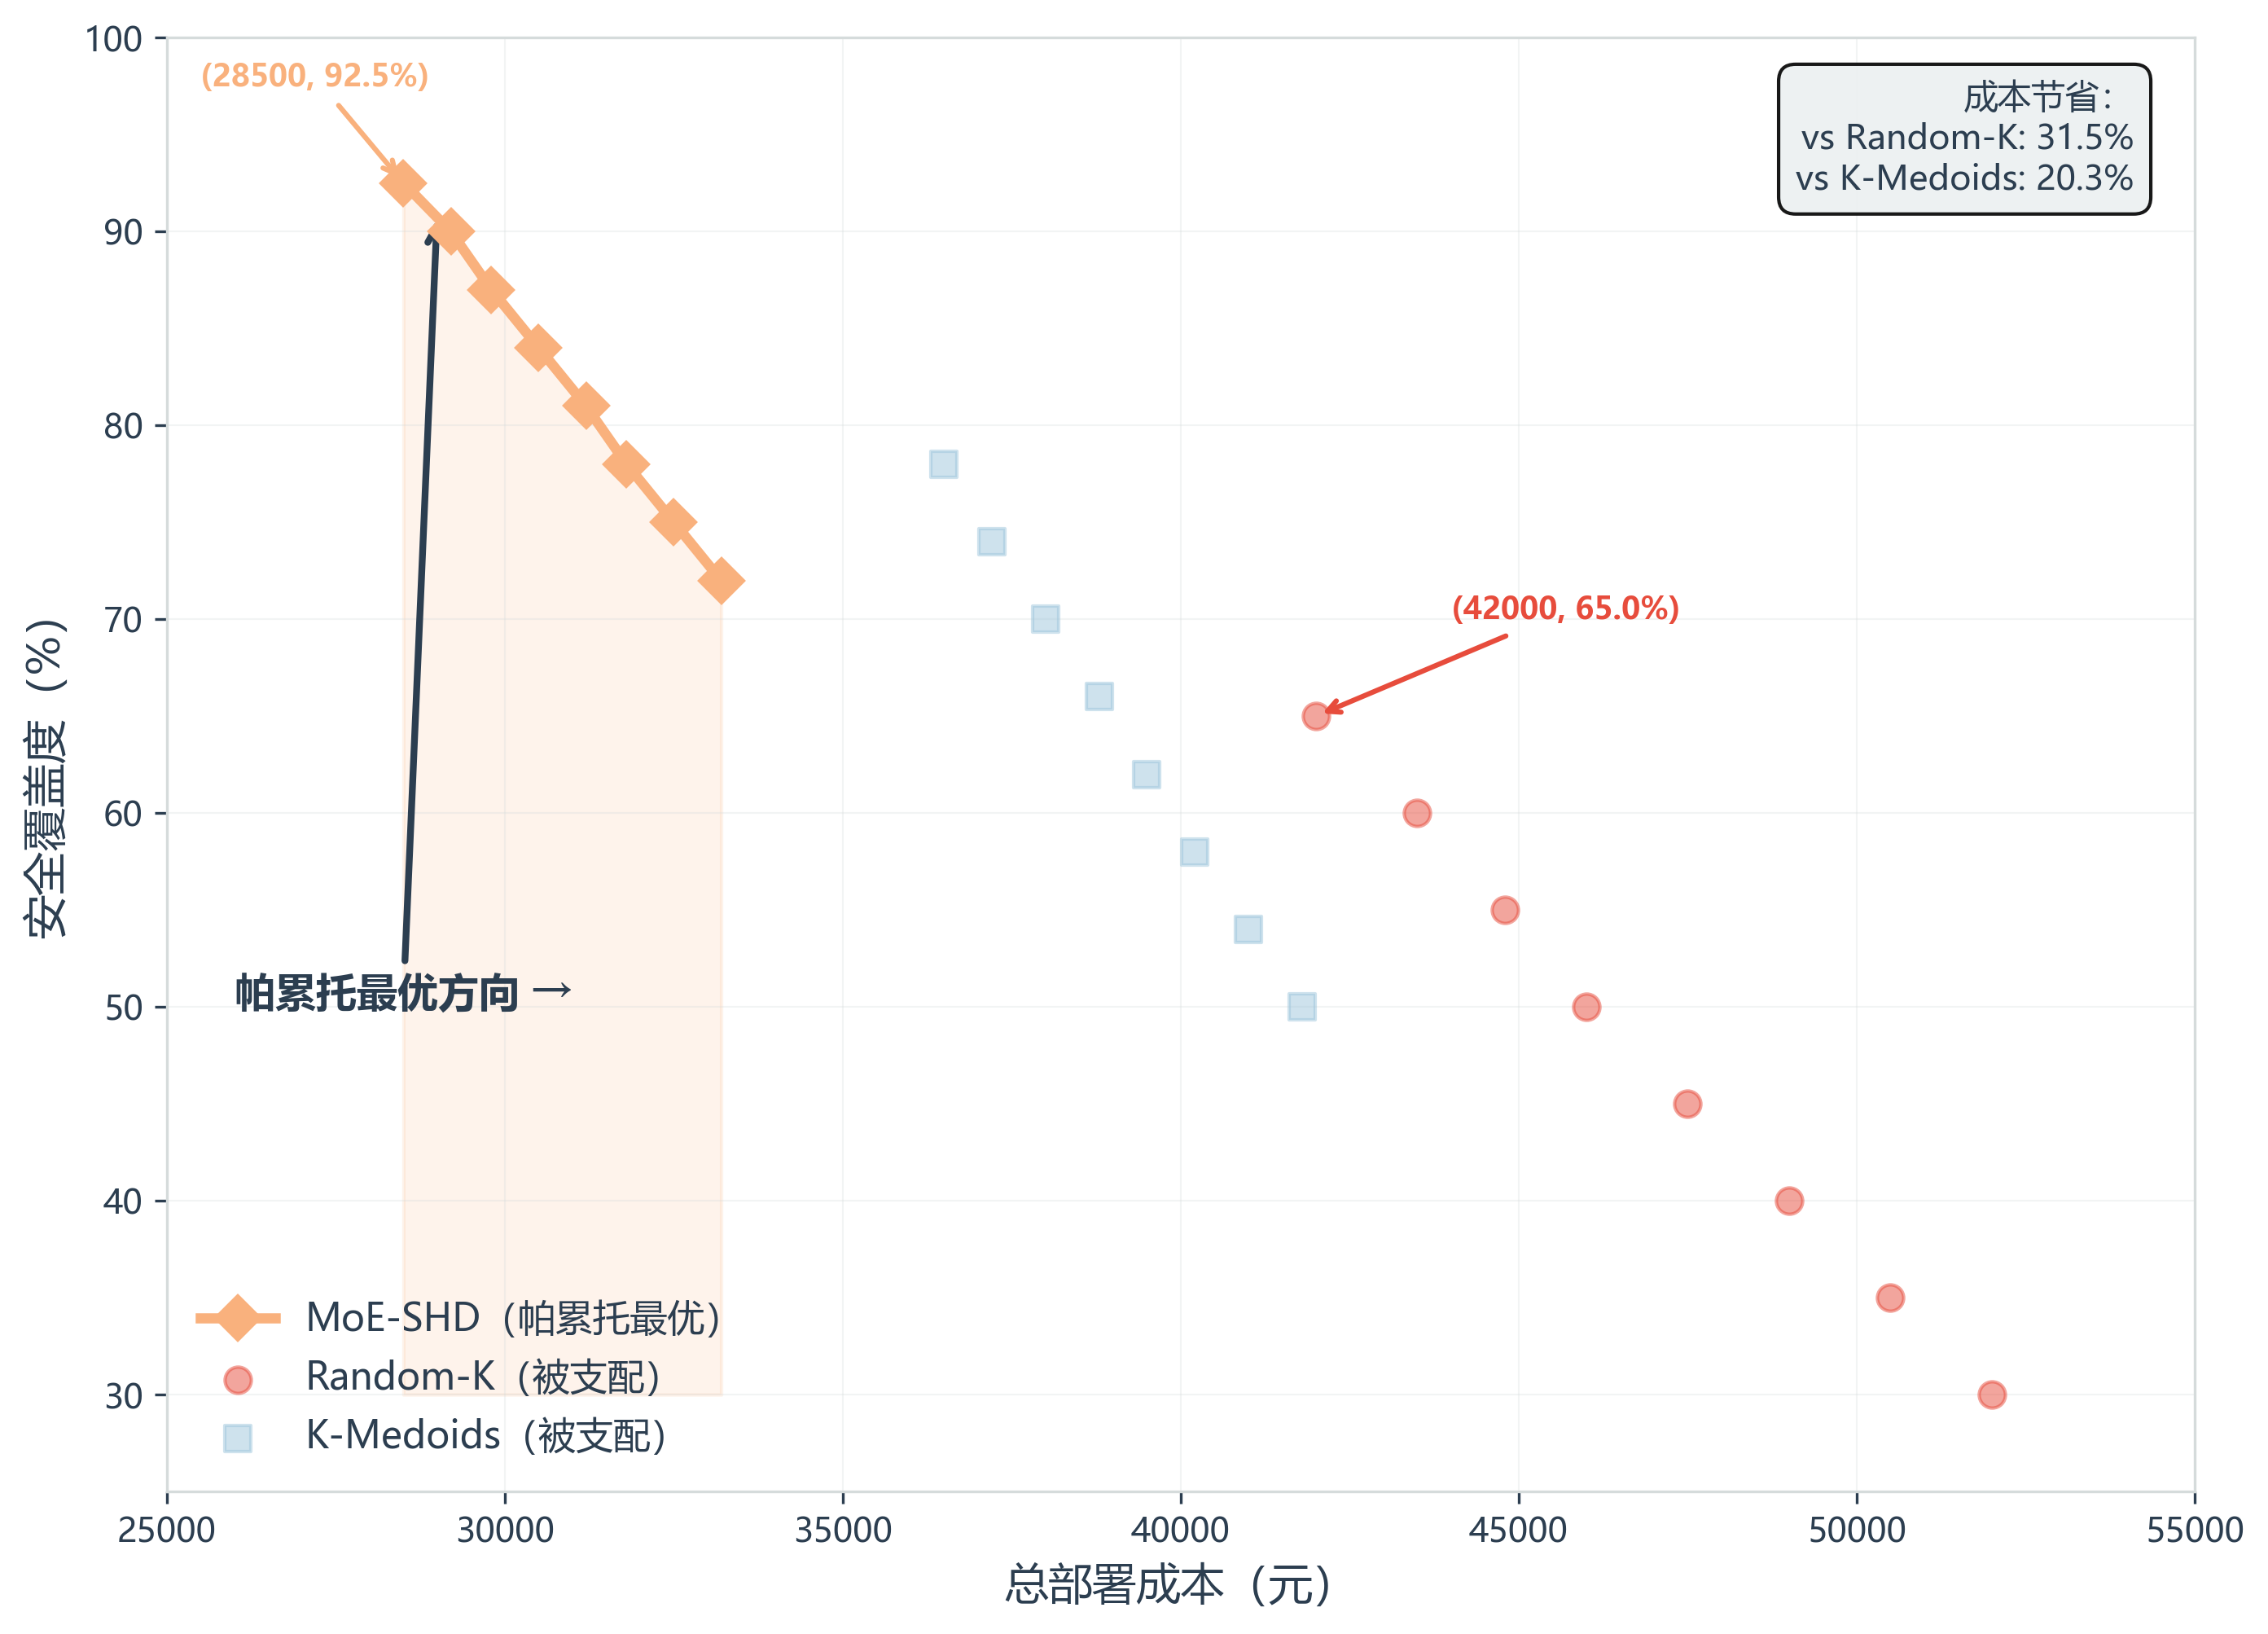 100
(28500, 92.5%)
成本节省：
vs Random-K: 31.5%
vs K-Medoids: 20.3%
90
80
70
(42000, 65.0%)
60
安全覆盖度（%）
帕累托最优方向 →
50
40
30
MoE-SHD（帕累托最优）
Random-K（被支配）
K-Medoids（被支配）
25000
30000
35000
40000
45000
50000
55000
总部署成本（元）